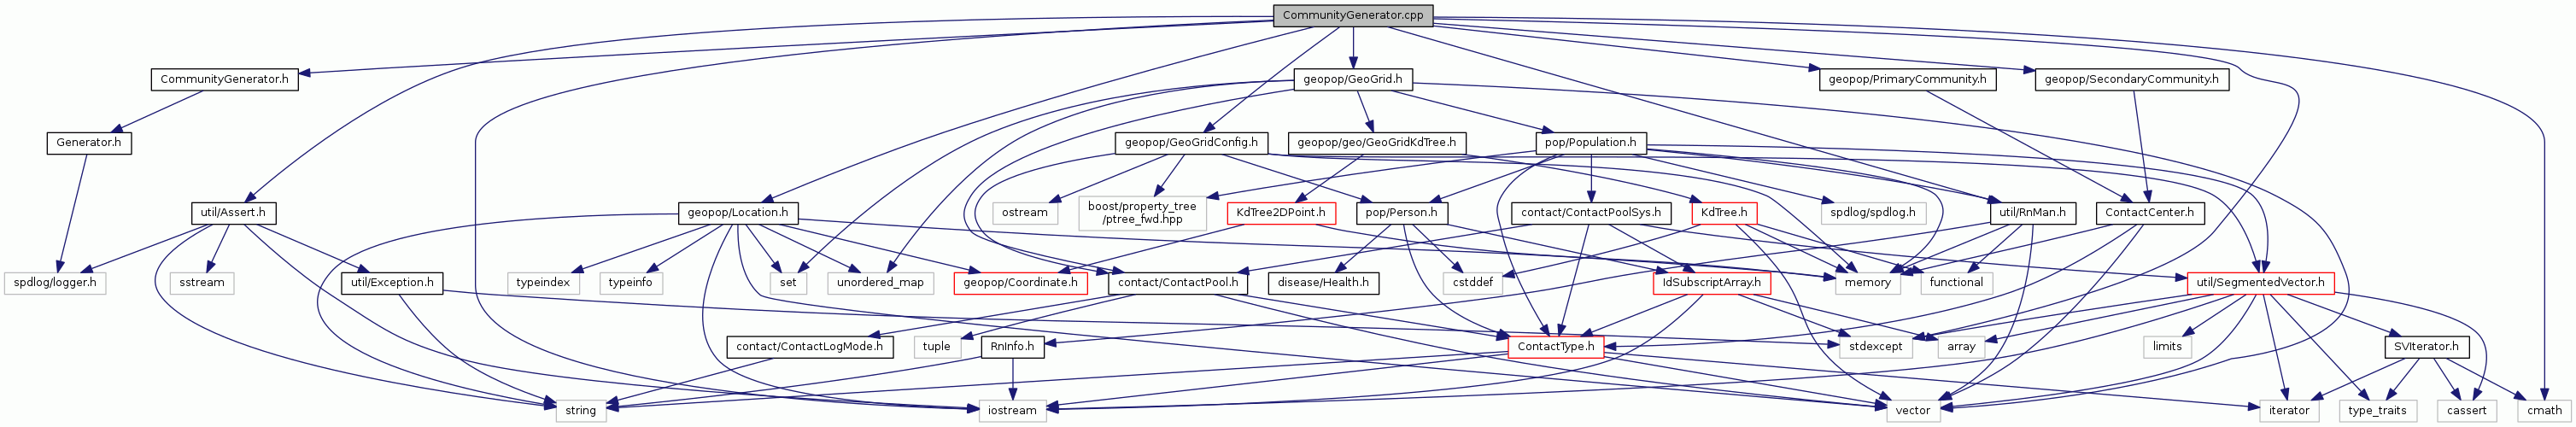 CommunityGenerator.cpp
CommunityGenerator.h
geopop/GeoGrid.h
geopop/PrimaryCommunity.h
geopop/SecondaryCommunity.h
Generator.h
geopop/GeoGridConfig.h
geopop/geo/GeoGridKdTree.h
pop/Population.h
util/Assert.h
geopop/Location.h
ostream
boost/property_tree
/ptree_fwd.hpp
KdTree2DPoint.h
pop/Person.h
contact/ContactPoolSys.h
KdTree.h
spdlog/spdlog.h
util/RnMan.h
ContactCenter.h
spdlog/logger.h
sstream
util/Exception.h
typeindex
typeinfo
set
unordered_map
geopop/Coordinate.h
contact/ContactPool.h
disease/Health.h
cstddef
IdSubscriptArray.h
memory
functional
util/SegmentedVector.h
contact/ContactLogMode.h
tuple
RnInfo.h
ContactType.h
stdexcept
array
limits
SVIterator.h
string
iostream
vector
iterator
type_traits
cassert
cmath